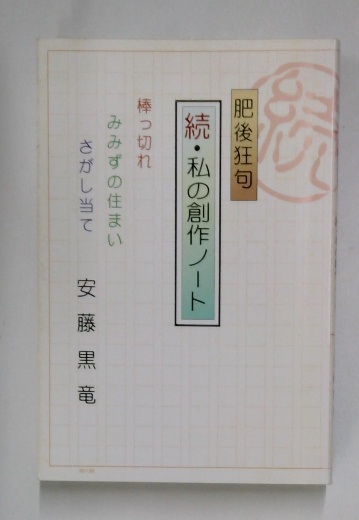 続
肥後狂句
続・私の創作ノート
棒っ切れ
みみずの住まい
さがし当て
安藤黒竜